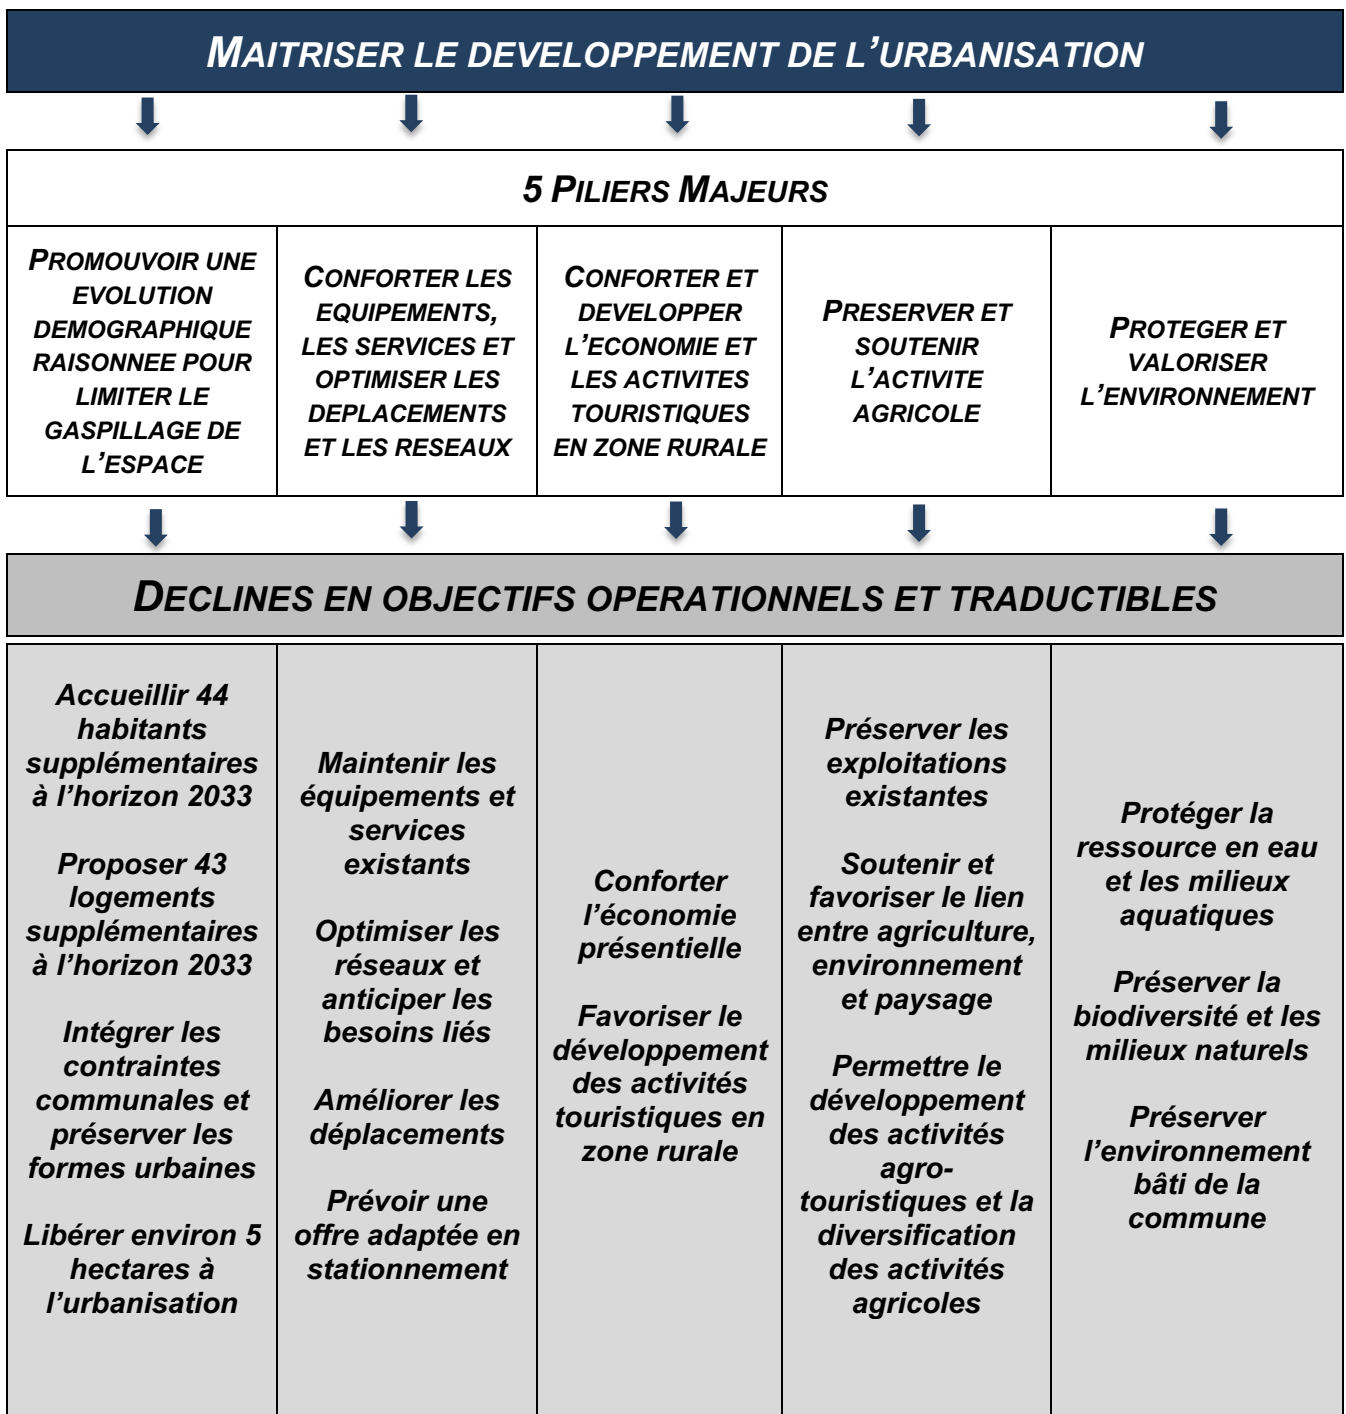 MAITRISER LE DEVELOPPEMENT DE L’URBANISATION
5 PILIERS MAJEURS
PROMOUVOIR UNE
EVOLUTION
DEMOGRAPHIQUE
RAISONNEE POUR
LIMITER LE
GASPILLAGE DE
L’ESPACE
CONFORTER LES
EQUIPEMENTS,
LES SERVICES ET
OPTIMISER LES
DEPLACEMENTS
ET LES RESEAUX
CONFORTER ET
DEVELOPPER
L’ECONOMIE ET
LES ACTIVITES
TOURISTIQUES
EN ZONE RURALE
PRESERVER ET
SOUTENIR
L’ACTIVITE
AGRICOLE
PROTEGER ET
VALORISER
L’ENVIRONNEMENT
DECLINES EN OBJECTIFS OPERATIONNELS ET TRADUCTIBLES
Accueillir 44
habitants
supplémentaires
à l’horizon 2033
Proposer 43
logements
supplémentaires
à l’horizon 2033
Intégrer les
contraintes
communales et
préserver les
formes urbaines
Libérer environ 5
hectares à
l’urbanisation
Maintenir les
équipements et
services
existants
Optimiser les
réseaux et
anticiper les
besoins liés
Améliorer les
déplacements
Prévoir une
offre adaptée en
stationnement
Conforter
l’économie
présentielle
Favoriser le
développement
des activités
touristiques en
zone rurale
Préserver les
exploitations
existantes
Soutenir et
favoriser le lien
entre agriculture,
environnement
et paysage
Permettre le
développement
des activités
agro-
touristiques et la
diversification
des activités
agricoles
Protéger la
ressource en eau
et les milieux
aquatiques
Préserver la
biodiversité et les
milieux naturels
Préserver
l’environnement
bâti de la
commune